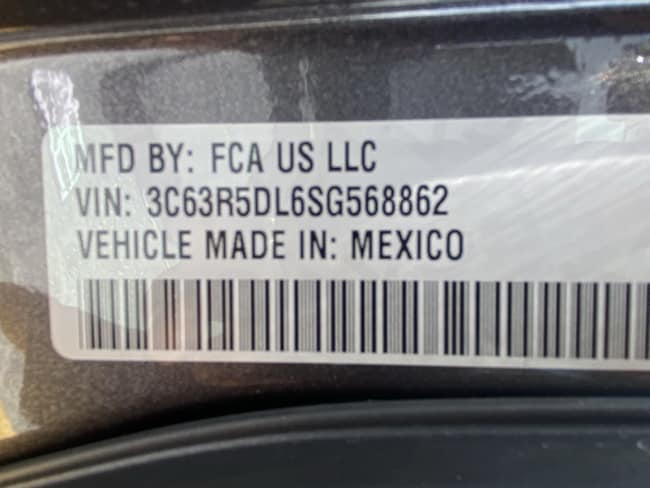 MFD BY: FCA US LLC
VIN: 3C63R5DL6SG568862
VEHICLE MADE IN: MEXICO